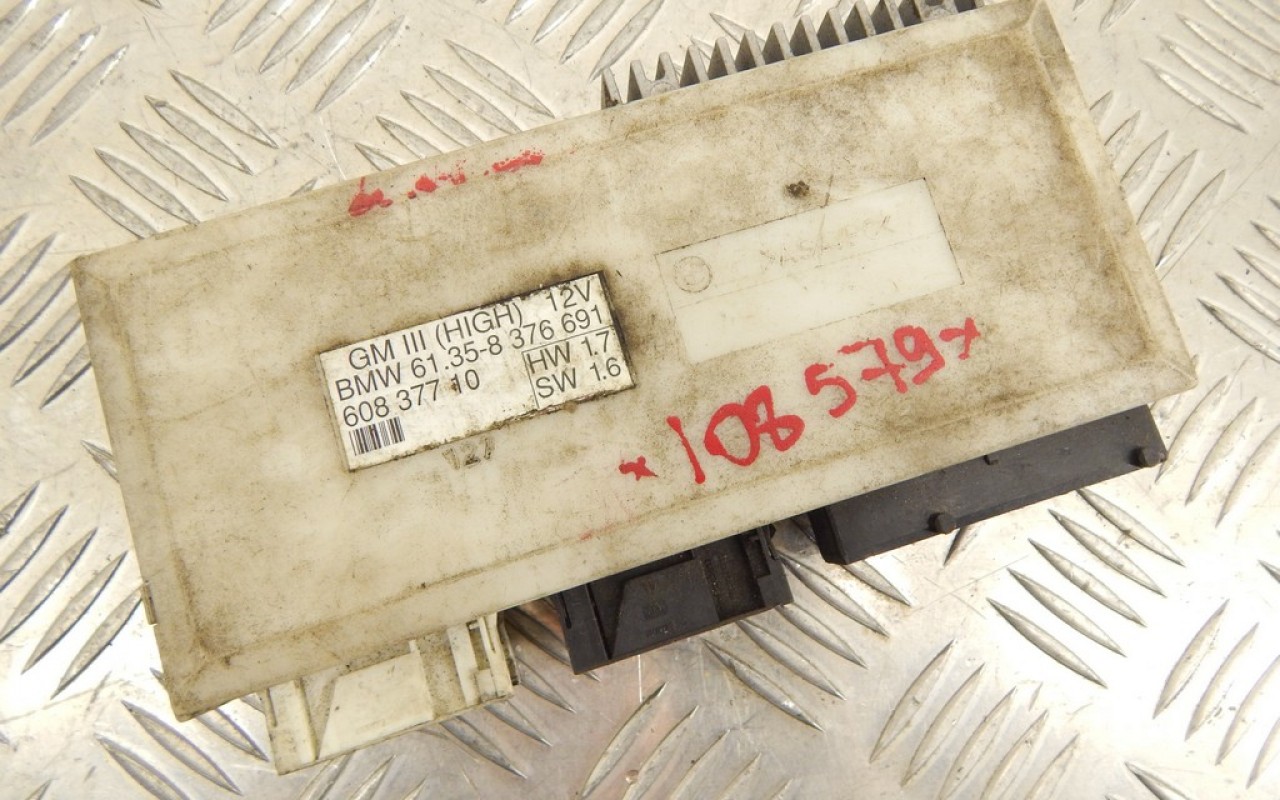 GM III (HIGH) 12V
BMW 61.35-8 376 691
608 377 10
HW 1.7
SW 1.6
127
*108579*